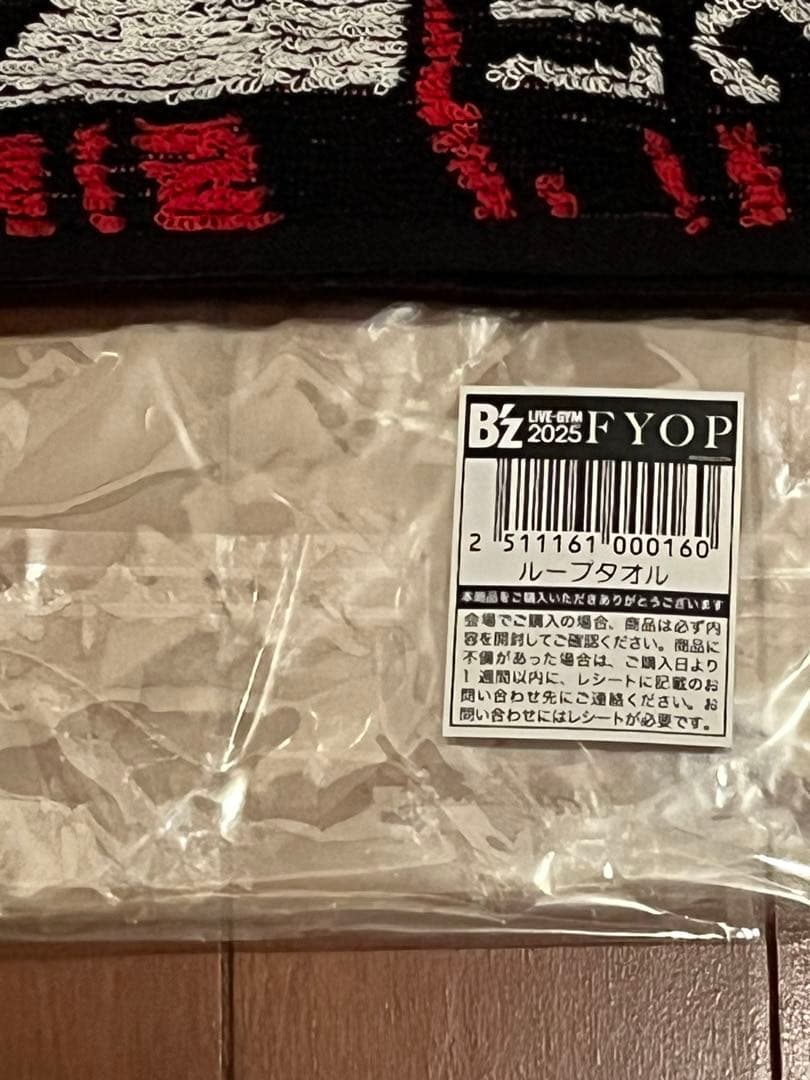 B'z LIVE-GYM 2025 FYOP
2 511161 000160
ループタオル
本商品をご購入いただきありがとうございます
会場でご購入の場合、商品は必ず内
容を開封してご確認ください。商品に
不備があった場合は、ご購入日より
1週間以内に、レシートに記載のお
問い合わせ先にご連絡ください。お
問い合わせにはレシートが必要です。